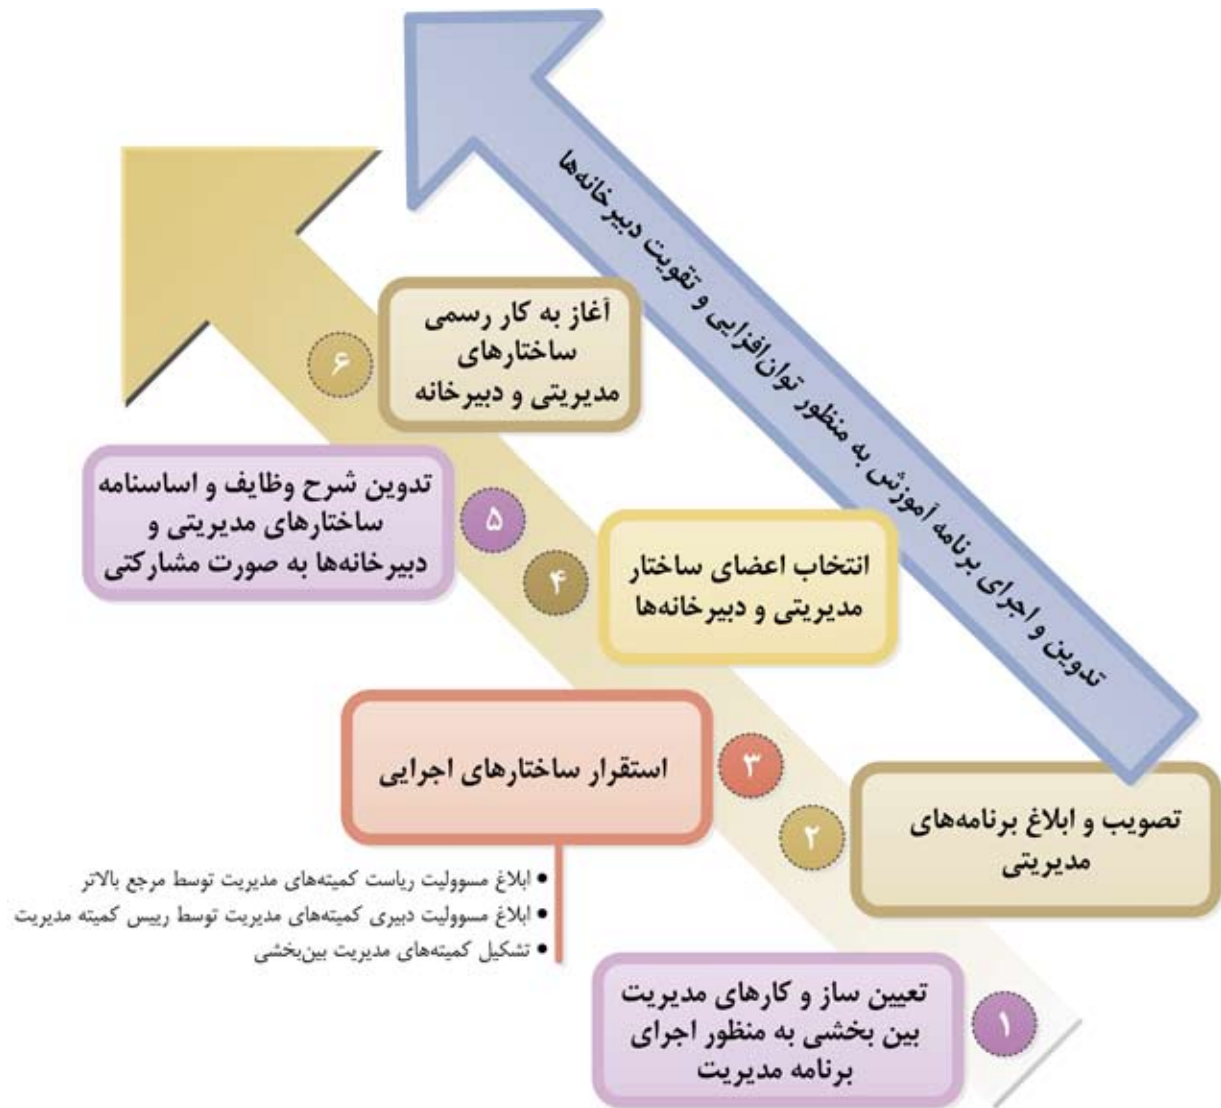 تدوین و اجرای برنامه آموزش به منظور توان‌افزایی و تقویت دبیرخانه‌ها
آغاز به کار رسمی
ساختارهای
مدیریتی و دبیرخانه
۶
تدوین شرح وظایف و اساسنامه
ساختارهای مدیریتی و
دبیرخانه‌ها به صورت مشارکتی
۵
انتخاب اعضای ساختار
مدیریتی و دبیرخانه‌ها
۴
استقرار ساختارهای اجرایی
۳
• ابلاغ مسوولیت ریاست کمیته‌های مدیریت توسط مرجع بالاتر
• ابلاغ مسوولیت دبیری کمیته‌های مدیریت توسط رییس کمیته مدیریت
• تشکیل کمیته‌های مدیریت بین‌بخشی
تصویب و ابلاغ برنامه‌های
مدیریتی
۲
تعیین ساز و کارهای مدیریت
بین بخشی به منظور اجرای
برنامه مدیریت
۱